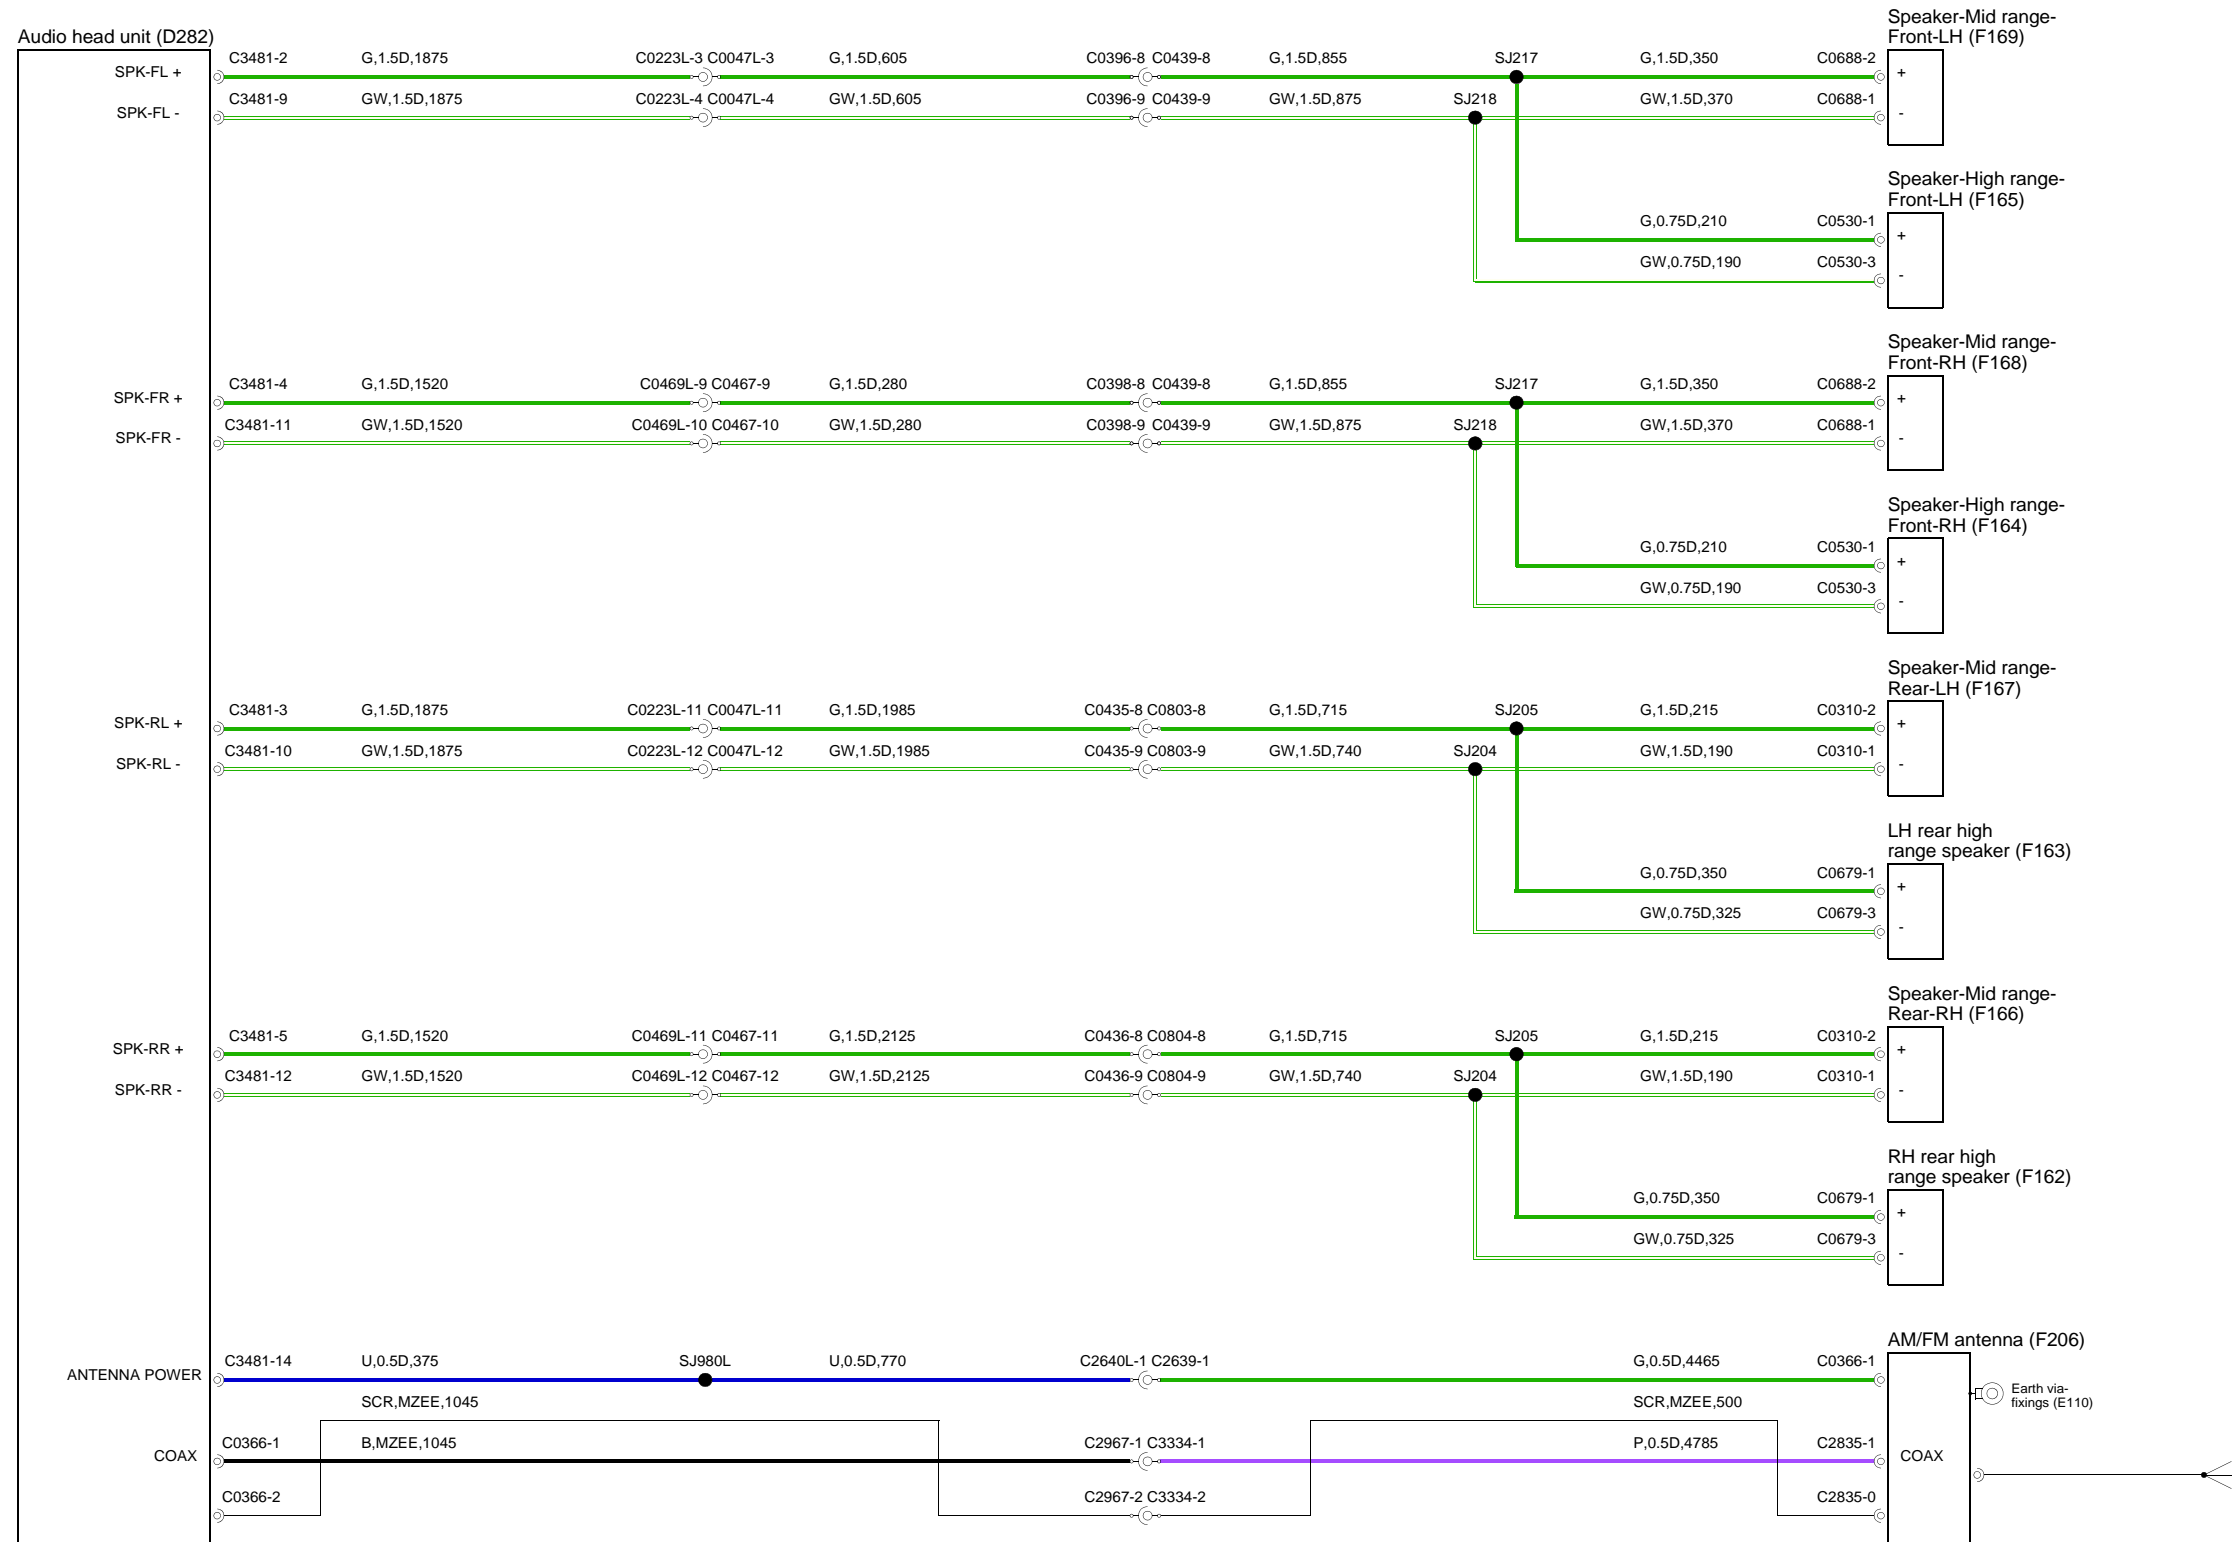 Speaker-Mid range-
Front-LH (F169)
Audio head unit (D282)
C3481-2 G,1.5D,1875 C0223L-3 C0047L-3 G,1.5D,605 C0396-8 C0439-8 G,1.5D,855 SJ217 G,1.5D,350 C0688-2
SPK-FL + +
C3481-9 GW,1.5D,1875 C0223L-4 C0047L-4 GW,1.5D,605 C0396-9 C0439-9 GW,1.5D,875 SJ218 GW,1.5D,370 C0688-1
SPK-FL - -
Speaker-High range-
Front-LH (F165)
G,0.75D,210 C0530-1
+
GW,0.75D,190 C0530-3
-
Speaker-Mid range-
Front-RH (F168)
C3481-4 G,1.5D,1520 C0469L-9 C0467-9 G,1.5D,280 C0398-8 C0439-8 G,1.5D,855 SJ217 G,1.5D,350 C0688-2
SPK-FR + +
C3481-11 GW,1.5D,1520 C0469L-10 C0467-10 GW,1.5D,280 C0398-9 C0439-9 GW,1.5D,875 SJ218 GW,1.5D,370 C0688-1
SPK-FR - -
Speaker-High range-
Front-RH (F164)
G,0.75D,210 C0530-1
+
GW,0.75D,190 C0530-3
-
Speaker-Mid range-
Rear-LH (F167)
C3481-3 G,1.5D,1875 C0223L-11 C0047L-11 G,1.5D,1985 C0435-8 C0803-8 G,1.5D,715 SJ205 G,1.5D,215 C0310-2
SPK-RL + +
C3481-10 GW,1.5D,1875 C0223L-12 C0047L-12 GW,1.5D,1985 C0435-9 C0803-9 GW,1.5D,740 SJ204 GW,1.5D,190 C0310-1
SPK-RL - -
LH rear high
range speaker (F163)
G,0.75D,350 C0679-1
+
GW,0.75D,325 C0679-3
-
Speaker-Mid range-
Rear-RH (F166)
C3481-5 G,1.5D,1520 C0469L-11 C0467-11 G,1.5D,2125 C0436-8 C0804-8 G,1.5D,715 SJ205 G,1.5D,215 C0310-2
SPK-RR + +
C3481-12 GW,1.5D,1520 C0469L-12 C0467-12 GW,1.5D,2125 C0436-9 C0804-9 GW,1.5D,740 SJ204 GW,1.5D,190 C0310-1
SPK-RR - -
RH rear high
range speaker (F162)
G,0.75D,350 C0679-1
+
GW,0.75D,325 C0679-3
-
AM/FM antenna (F206)
C3481-14 U,0.5D,375 SJ980L U,0.5D,770 C2640L-1 C2639-1 G,0.5D,4465 C0366-1
ANTENNA POWER
Earth via-
fixings (E110)
SCR,MZEE,1045 SCR,MZEE,500
C0366-1 B,MZEE,1045 C2967-1 C3334-1 P,0.5D,4785 C2835-1
COAX COAX
C0366-2 C2967-2 C3334-2 C2835-0